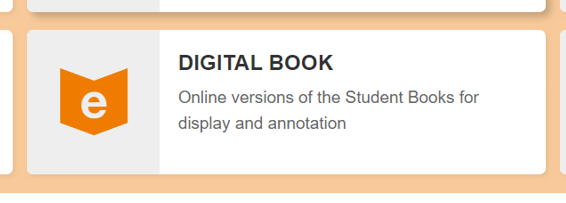 DIGITAL BOOK
e
Online versions of the Student Books for
display and annotation